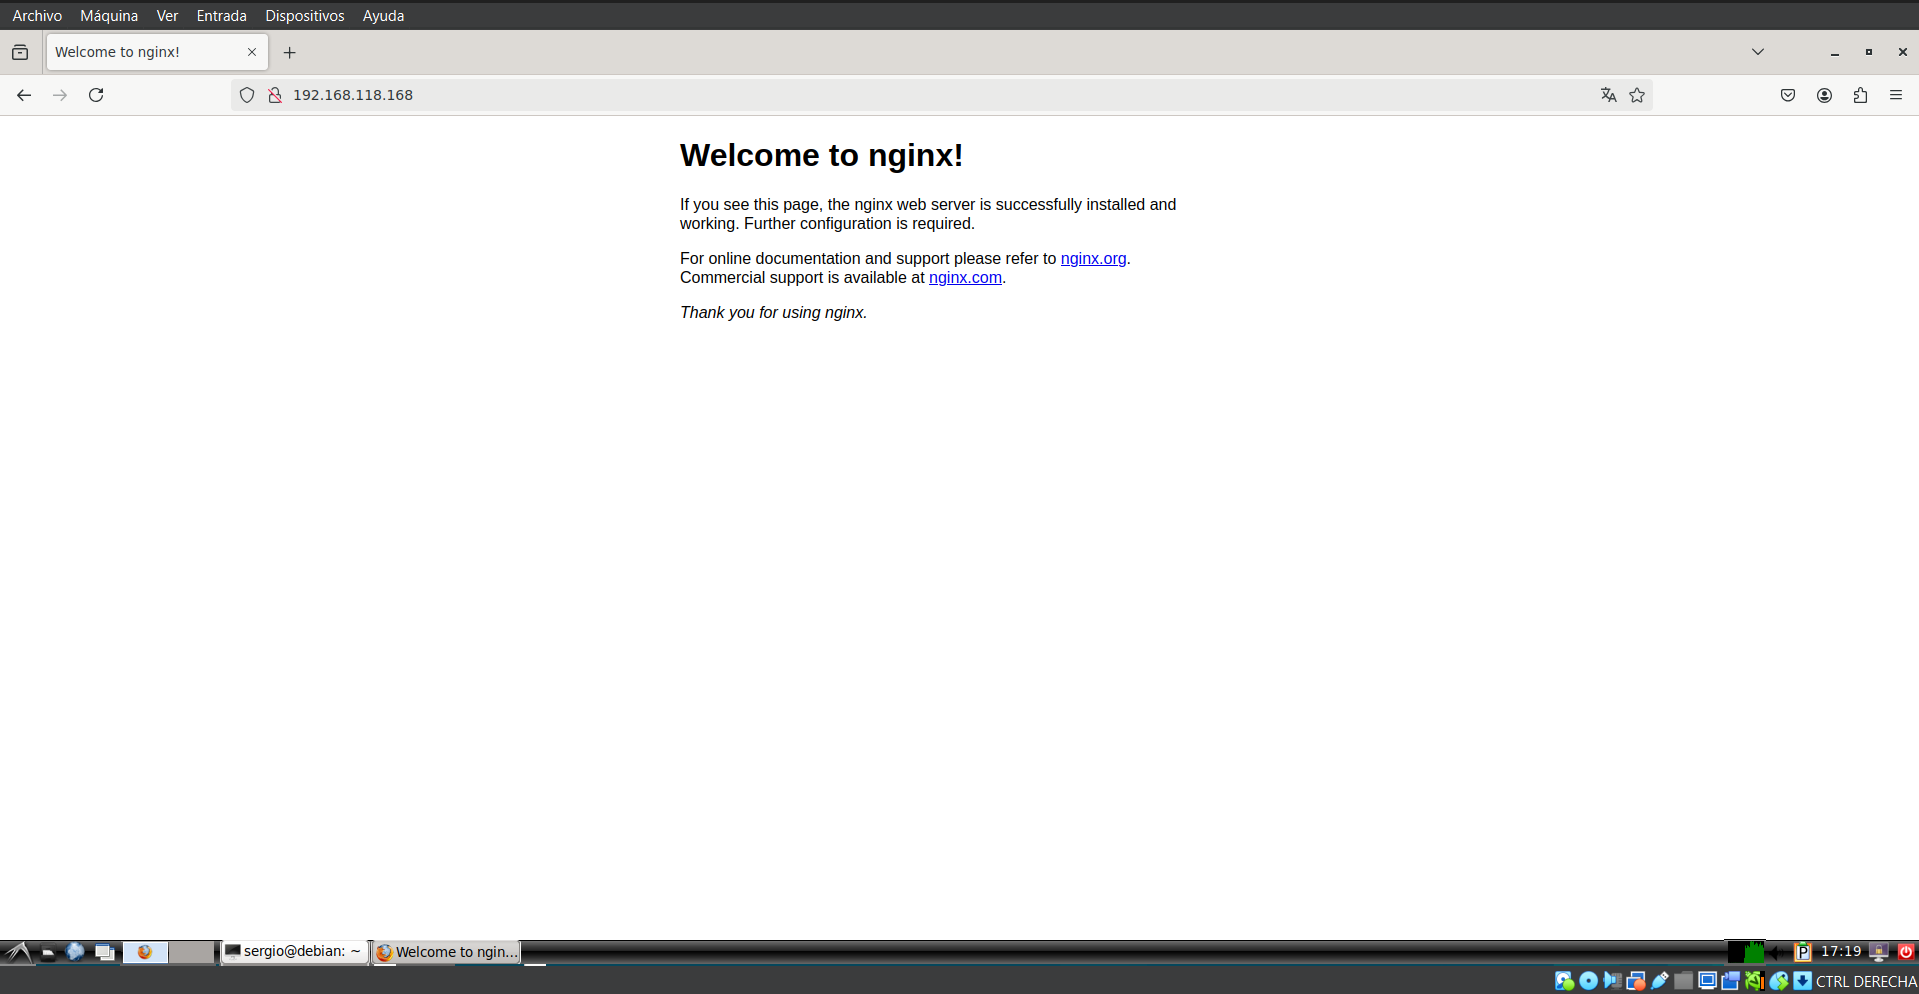 Archivo Máquina Ver Entrada Dispositivos Ayuda
Welcome to nginx!
192.168.118.168
Welcome to nginx!
If you see this page, the nginx web server is successfully installed and
working. Further configuration is required.
For online documentation and support please refer to nginx.org.
Commercial support is available at nginx.com.
Thank you for using nginx.
sergio@debian: ~
Welcome to ngin...
17:19
CTRL DERECHA